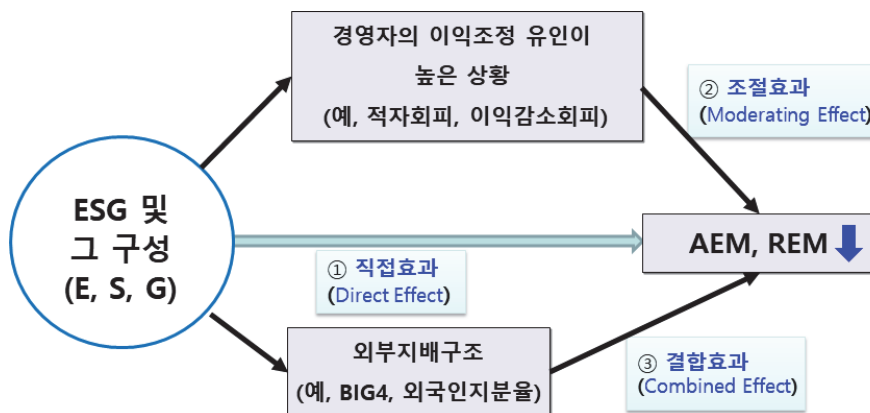 경영자의 이익조정 유인이
높은 상황
(예, 적자회피, 이익감소회피)
② 조절효과
(Moderating Effect)
ESG 및
그 구성
(E, S, G)
AEM, REM
① 직접효과
(Direct Effect)
외부지배구조
(예, BIG4, 외국인지분율)
③ 결합효과
(Combined Effect)